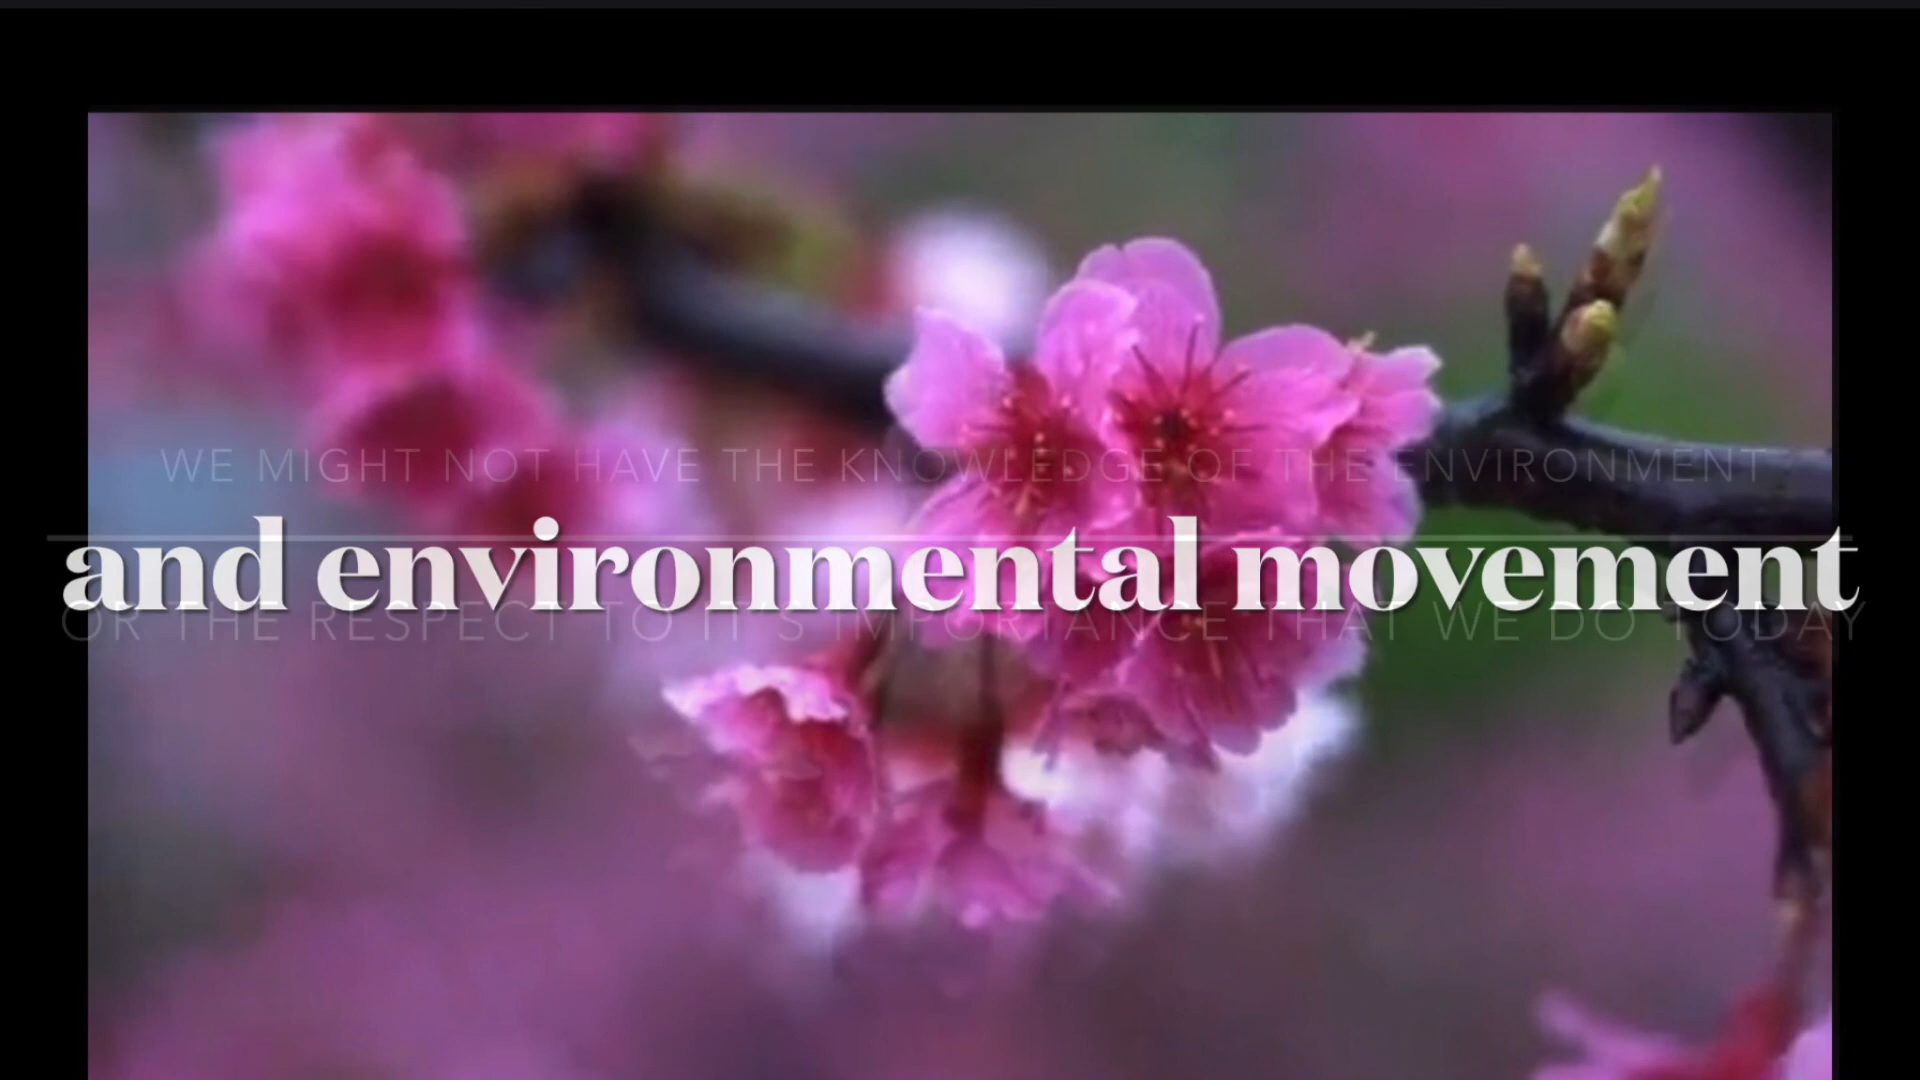 WE MIGHT NOT HAVE THE KNOWLEDGE OF THE ENVIRONMENT
and environmental movement
OR THE RESPECT TO IT'S IMPORTANCE THAT WE DO TODAY